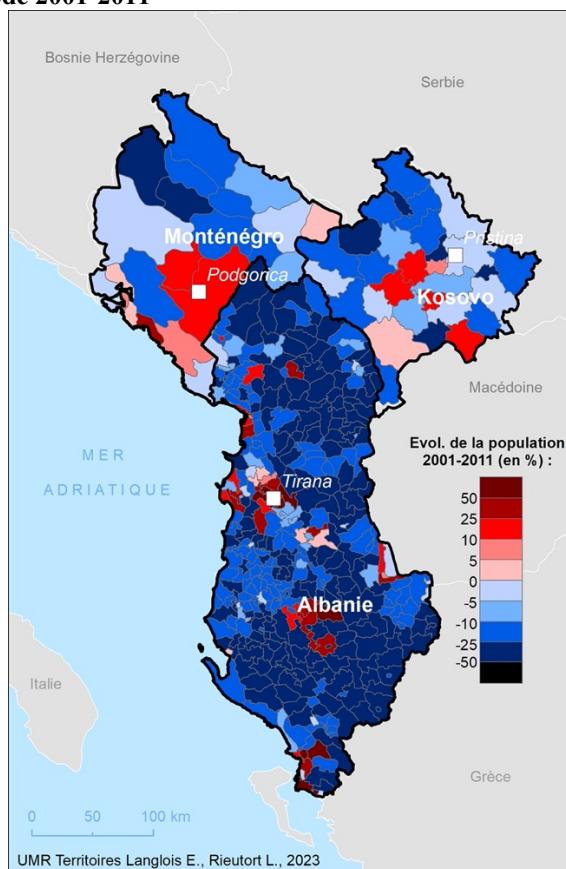 de 2001-2011
Bosnie Herzégovine
Serbie
Monténégro
Pristina
Podgorica
Kosovo
Macédoine
Evol. de la population
2001-2011 (en %) :
MER
ADRIATIQUE
50
25
10
5
0
-5
-10
-25
-50
Tirana
Albanie
Italie
Grèce
0 50 100 km
UMR Territoires Langlois E., Rieutort L., 2023